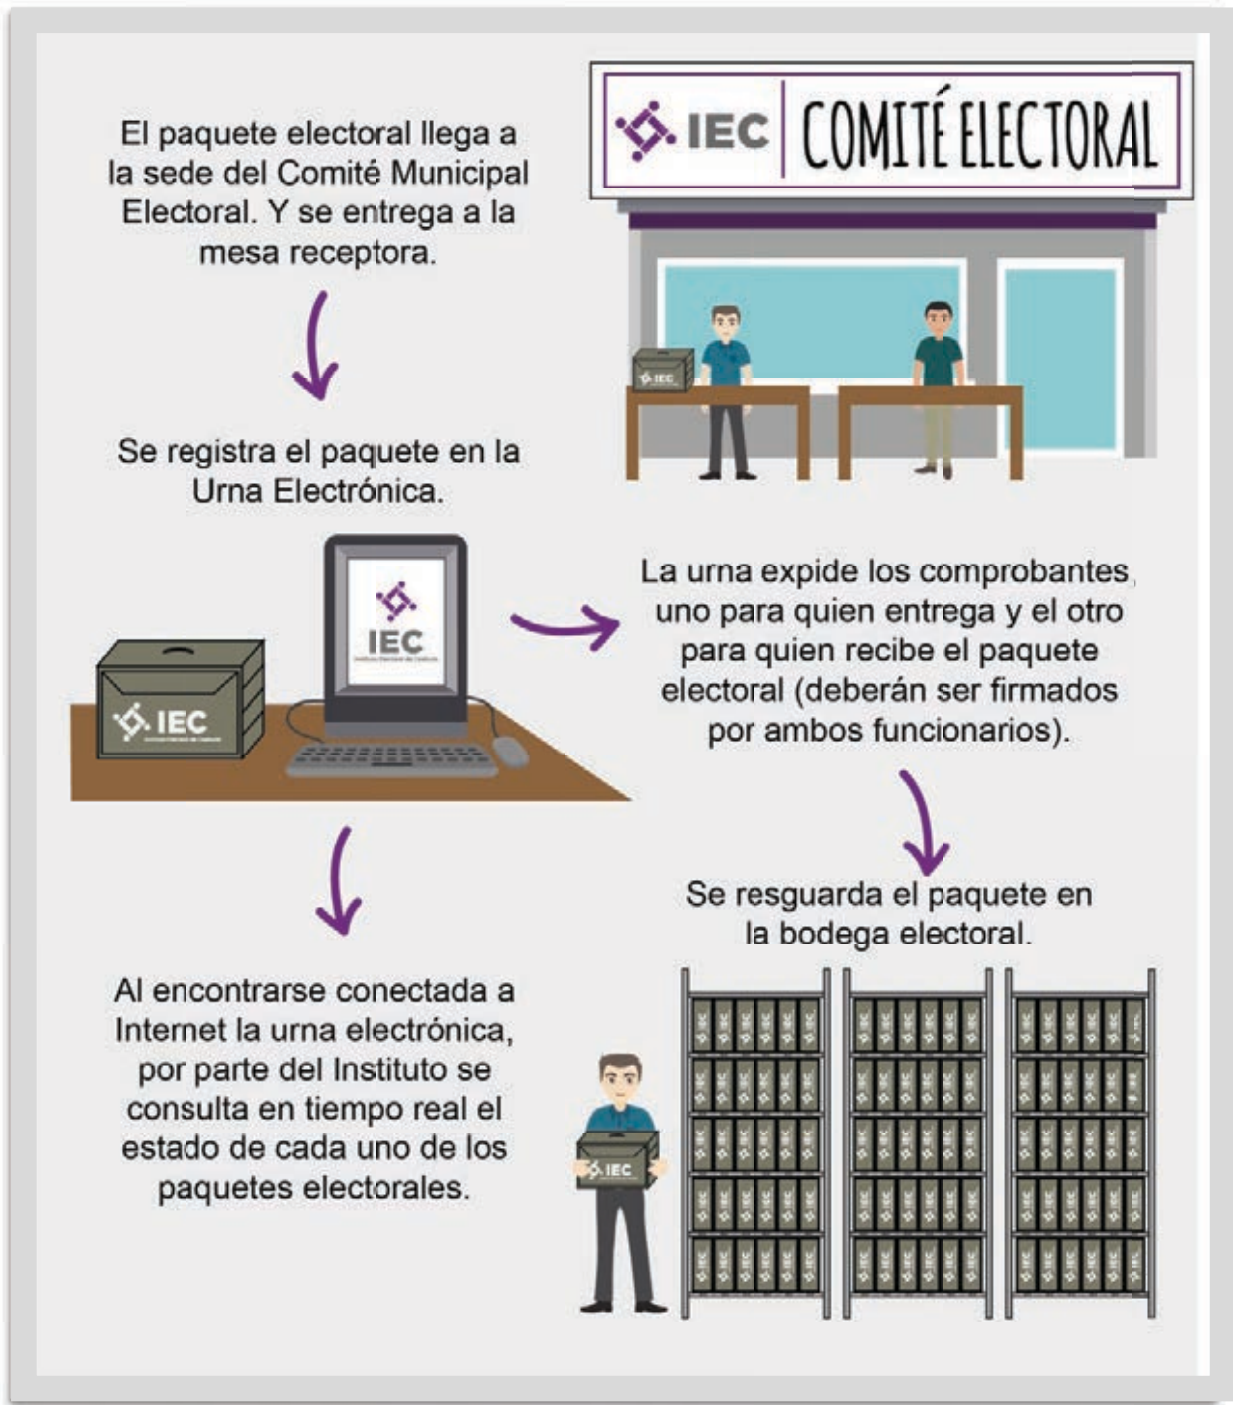 El paquete electoral llega a
la sede del Comité Municipal
Electoral. Y se entrega a la
mesa receptora.
IEC
COMITÉ ELECTORAL
IEC
Se registra el paquete en la
Urna Electrónica.
IEC
IEC
La urna expide los comprobantes,
uno para quien entrega y el otro
para quien recibe el paquete
electoral (deberán ser firmados
por ambos funcionarios).
Se resguarda el paquete en
la bodega electoral.
Al encontrarse conectada a
Internet la urna electrónica,
por parte del Instituto se
consulta en tiempo real el
estado de cada uno de los
paquetes electorales.
IEC